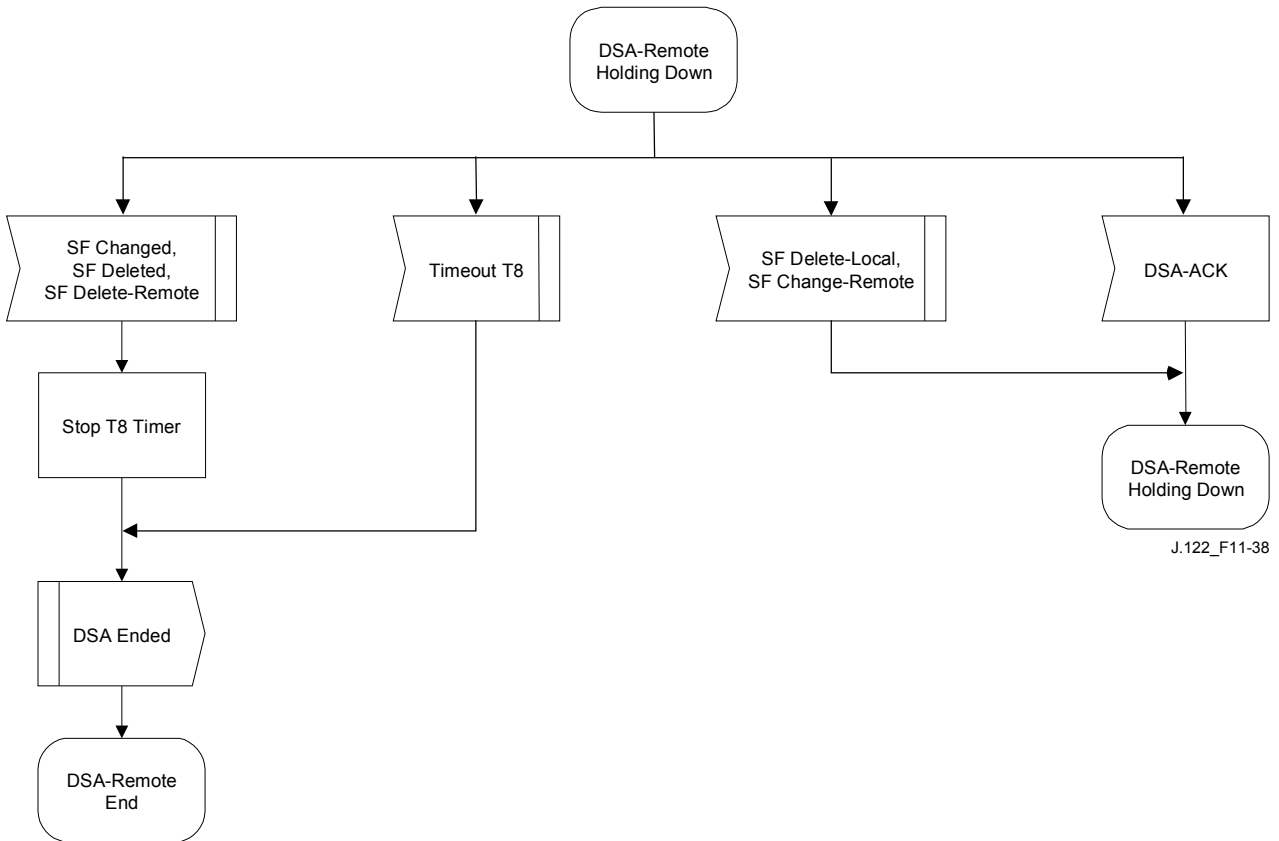 DSA-Remote
Holding Down
SF Changed,
SF Deleted,
SF Delete-Remote
Timeout T8
SF Delete-Local,
SF Change-Remote
DSA-ACK
Stop T8 Timer
DSA-Remote
Holding Down
J.122_F11-38
DSA Ended
DSA-Remote
End